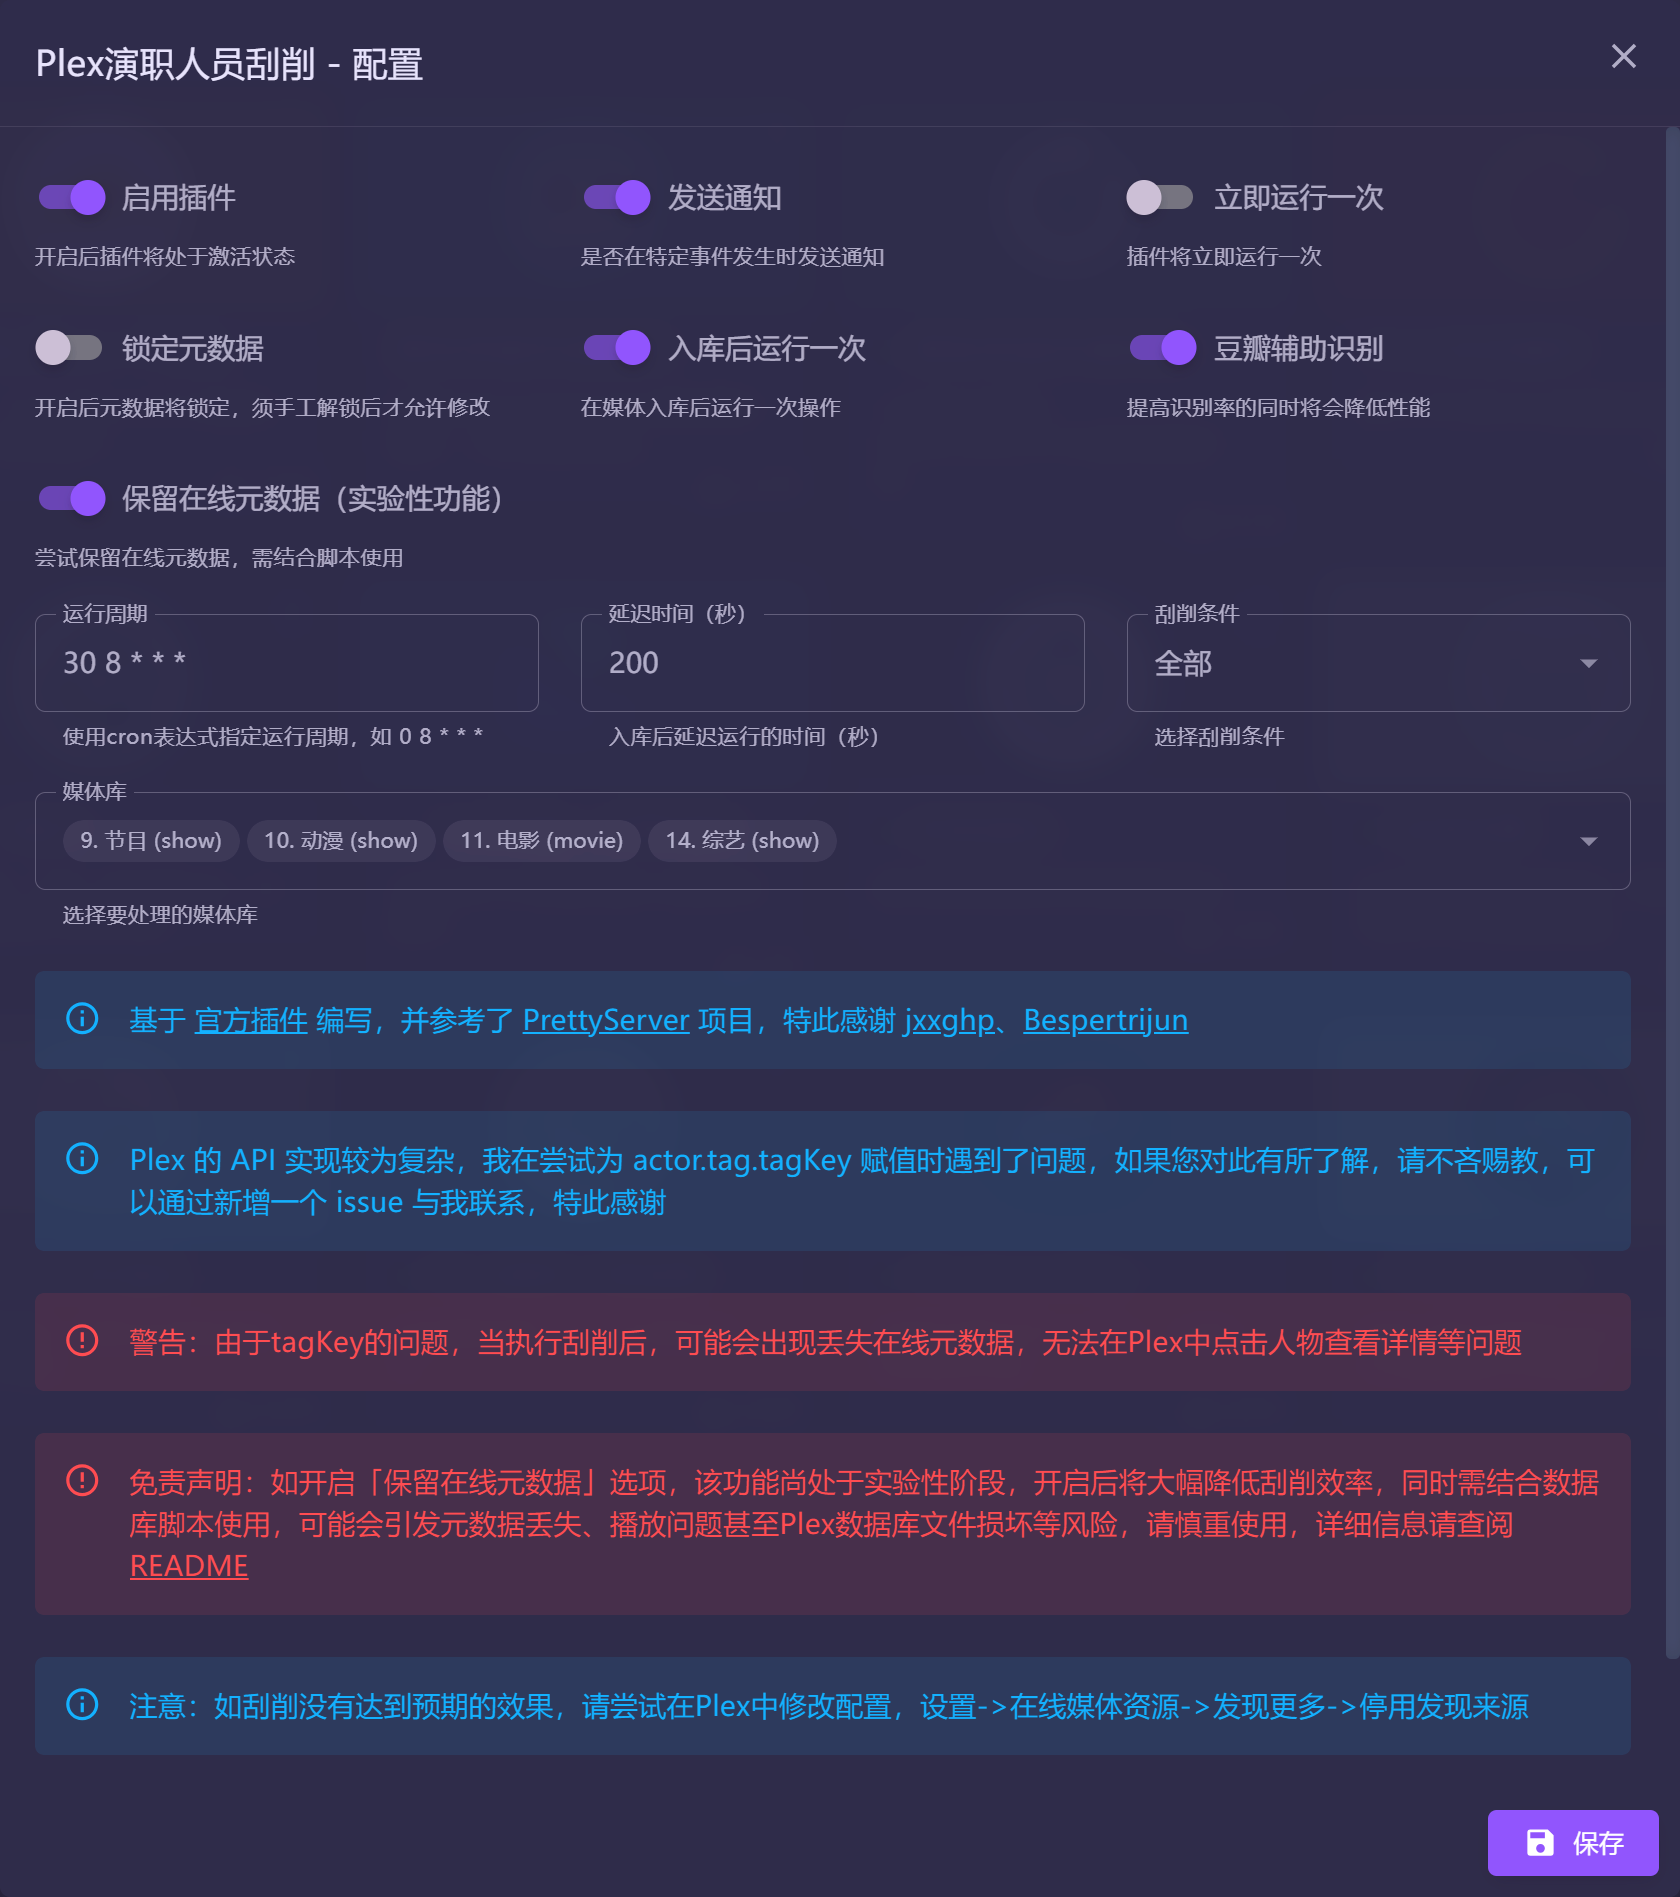 Plex演职人员刮削 - 配置
启用插件
发送通知
立即运行一次
开启后插件将处于激活状态
是否在特定事件发生时发送通知
插件将立即运行一次
锁定元数据
入库后运行一次
豆瓣辅助识别
开启后元数据将锁定，须手工解锁后才允许修改
在媒体入库后运行一次操作
提高识别率的同时将会降低性能
保留在线元数据（实验性功能）
尝试保留在线元数据，需结合脚本使用
运行周期
延迟时间（秒）
刮削条件
30 8 * * *
200
全部
使用cron表达式指定运行周期，如 0 8 * * *
入库后延迟运行的时间（秒）
选择刮削条件
媒体库
9. 节目 (show) 10. 动漫 (show) 11. 电影 (movie) 14. 综艺 (show)
选择要处理的媒体库
基于 官方插件 编写，并参考了 PrettyServer 项目，特此感谢 jxxghp、Bespertrijun
Plex 的 API 实现较为复杂，我在尝试为 actor.tag.tagKey 赋值时遇到了问题，如果您对此有所了解，请不吝赐教，可
以通过新增一个 issue 与我联系，特此感谢
警告：由于tagKey的问题，当执行刮削后，可能会出现丢失在线元数据，无法在Plex中点击人物查看详情等问题
免责声明：如开启「保留在线元数据」选项，该功能尚处于实验性阶段，开启后将大幅降低刮削效率，同时需结合数据
库脚本使用，可能会引发元数据丢失、播放问题甚至Plex数据库文件损坏等风险，请慎重使用，详细信息请查阅
README
注意：如刮削没有达到预期的效果，请尝试在Plex中修改配置，设置->在线媒体资源->发现更多->停用发现来源
保存